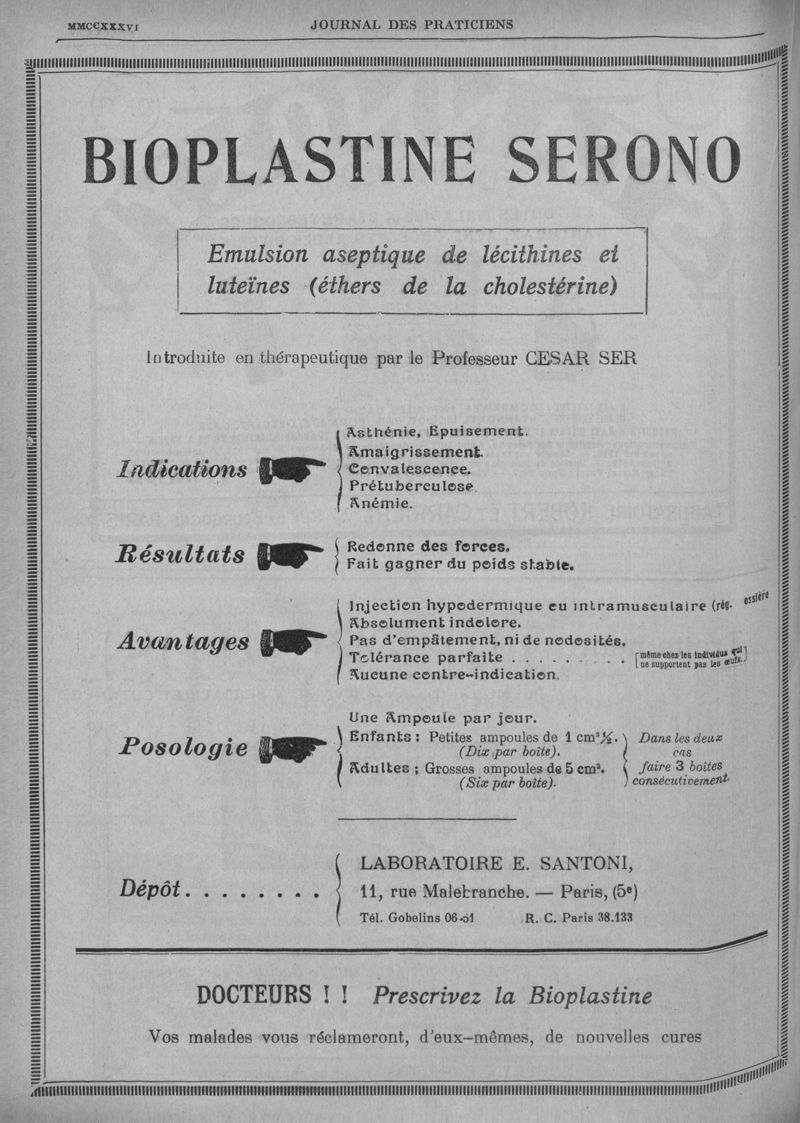 MMCCXXXVI JOURNAL DES PRATICIENS
BIOPLASTINE SERONO
Emulsion aseptique de lécithines et
luteïnes (éthers de la cholestérine)
Introduite en thérapeutique par le Professeur CESAR SER
Indications
Asthénie, Epuisement.
Amaigrissement.
Convalescence.
Prétuberculose.
Anémie.
Résultats
Redonne des forces.
Fait gagner du poids stable.
Avantages
Injection hypodermique ou intramusculaire (rég. essière
Absolument indolore.
Pas d'empâtement, ni de nodosités.
Tolérance parfaite . . . . . . . . . [même chez les individus qui
ne supportent pas les œufs.]
Aucune contre-indication.
Posologie
Une Ampoule par jour.
Enfants : Petites ampoules de 1 cm³ ½.
(Dix par boite).
Adultes ; Grosses ampoules de 5 cm³.
(Six par boîte).
Dans les deux
cas
faire 3 boîtes
consécutivement.
Dépôt. . . . . . . .
LABORATOIRE E. SANTONI,
11, rue Malebranche. — Paris, (5e)
Tél. Gobelins 06-51 R. C. Paris 38.133
DOCTEURS ! ! Prescrivez la Bioplastine
Vos malades vous réclameront, d'eux-mêmes, de nouvelles cures